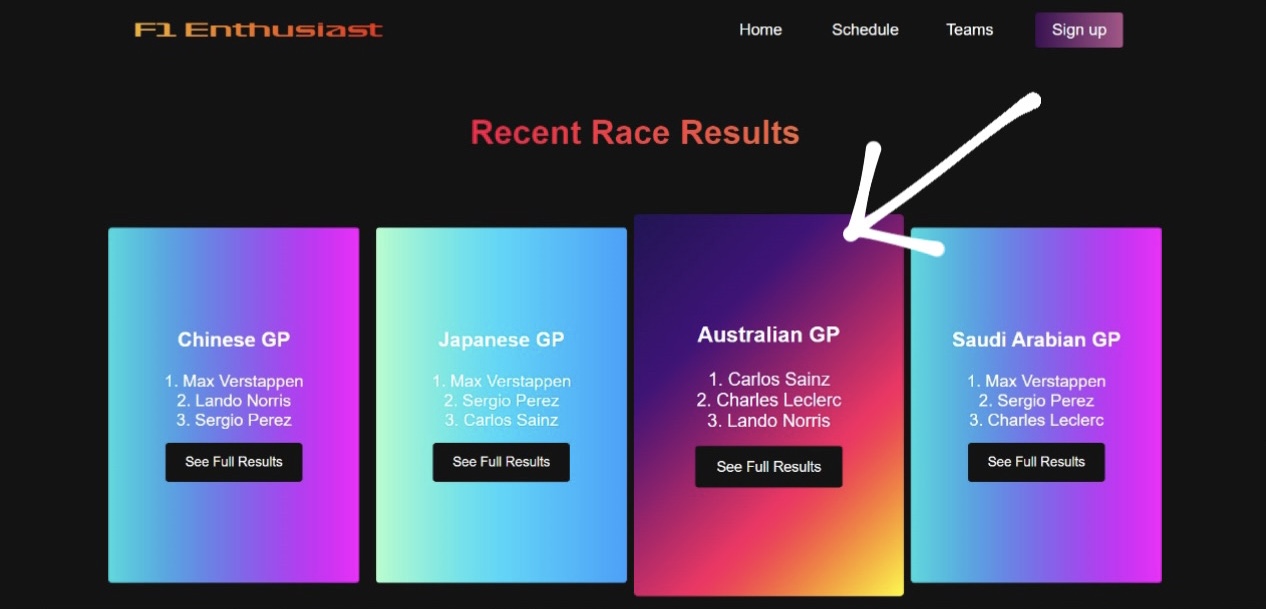 F1 Enthusiast
Home
Schedule
Teams
Sign up
Recent Race Results
Chinese GP
1. Max Verstappen
2. Lando Norris
3. Sergio Perez
See Full Results
Japanese GP
1. Max Verstappen
2. Sergio Perez
3. Carlos Sainz
See Full Results
Australian GP
1. Carlos Sainz
2. Charles Leclerc
3. Lando Norris
See Full Results
Saudi Arabian GP
1. Max Verstappen
2. Sergio Perez
3. Charles Leclerc
See Full Results